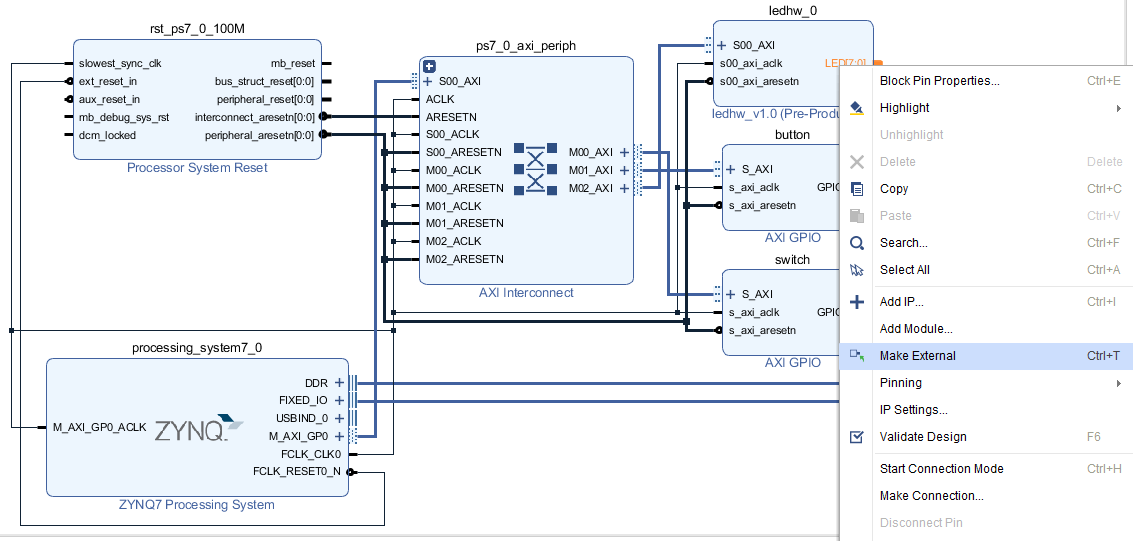 rst_ps7_0_100M
slowest_sync_clk
ext_reset_in
aux_reset_in
mb_debug_sys_rst
dcm_locked
mb_reset
bus_struct_reset[0:0]
peripheral_reset[0:0]
interconnect_aresetn[0:0]
peripheral_aresetn[0:0]
Processor System Reset
ps7_0_axi_periph
S00_AXI
ACLK
ARESETN
S00_ACLK
S00_ARESETN
M00_ACLK
M00_ARESETN
M01_ACLK
M01_ARESETN
M02_ACLK
M02_ARESETN
M00_AXI
M01_AXI
M02_AXI
AXI Interconnect
ledhw_0
S00_AXI
s00_axi_aclk
s00_axi_aresetn
LED[7:0]
ledhw_v1.0 (Pre-Produ
button
S_AXI
s_axi_aclk
s_axi_aresetn
GPIO
AXI GPIO
switch
S_AXI
s_axi_aclk
s_axi_aresetn
GPIO
AXI GPIO
processing_system7_0
M_AXI_GP0_ACLK
ZYNQ
DDR
FIXED_IO
USBIND_0
M_AXI_GP0
FCLK_CLK0
FCLK_RESET0_N
ZYNQ7 Processing System
Block Pin Properties... Ctrl+E
Highlight
Unhighlight
Delete Delete
Copy Ctrl+C
Paste Ctrl+V
Search... Ctrl+F
Select All Ctrl+A
Add IP... Ctrl+I
Add Module...
Make External Ctrl+T
Pinning
IP Settings...
Validate Design F6
Start Connection Mode Ctrl+H
Make Connection...
Disconnect Pin